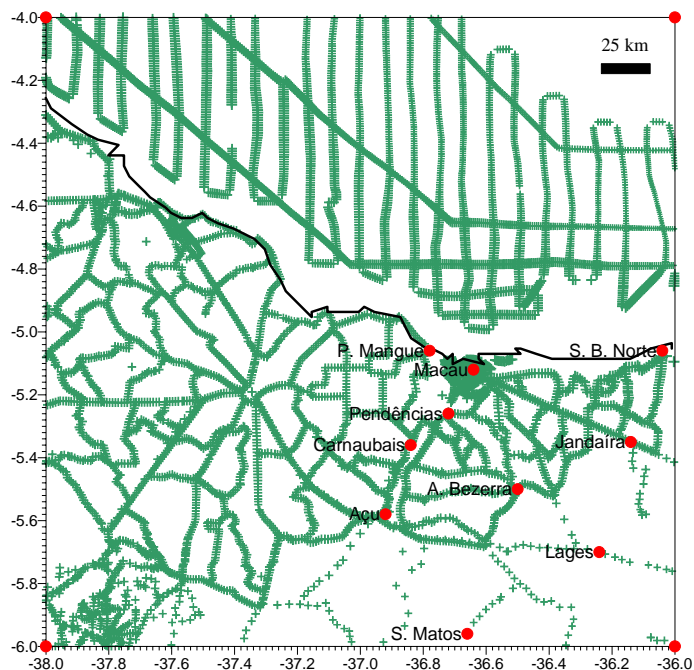 -4.0
25 km
-4.2
-4.4
-4.6
-4.8
-5.0
P. Mangue
S. B. Norte
Macau
-5.2
Pendências
Carnaubais
Jandaíra
-5.4
A. Bezerra
Açu
-5.6
Lages
-5.8
S. Matos
-6.0
-38.0 -37.8 -37.6 -37.4 -37.2 -37.0 -36.8 -36.6 -36.4 -36.2 -36.0